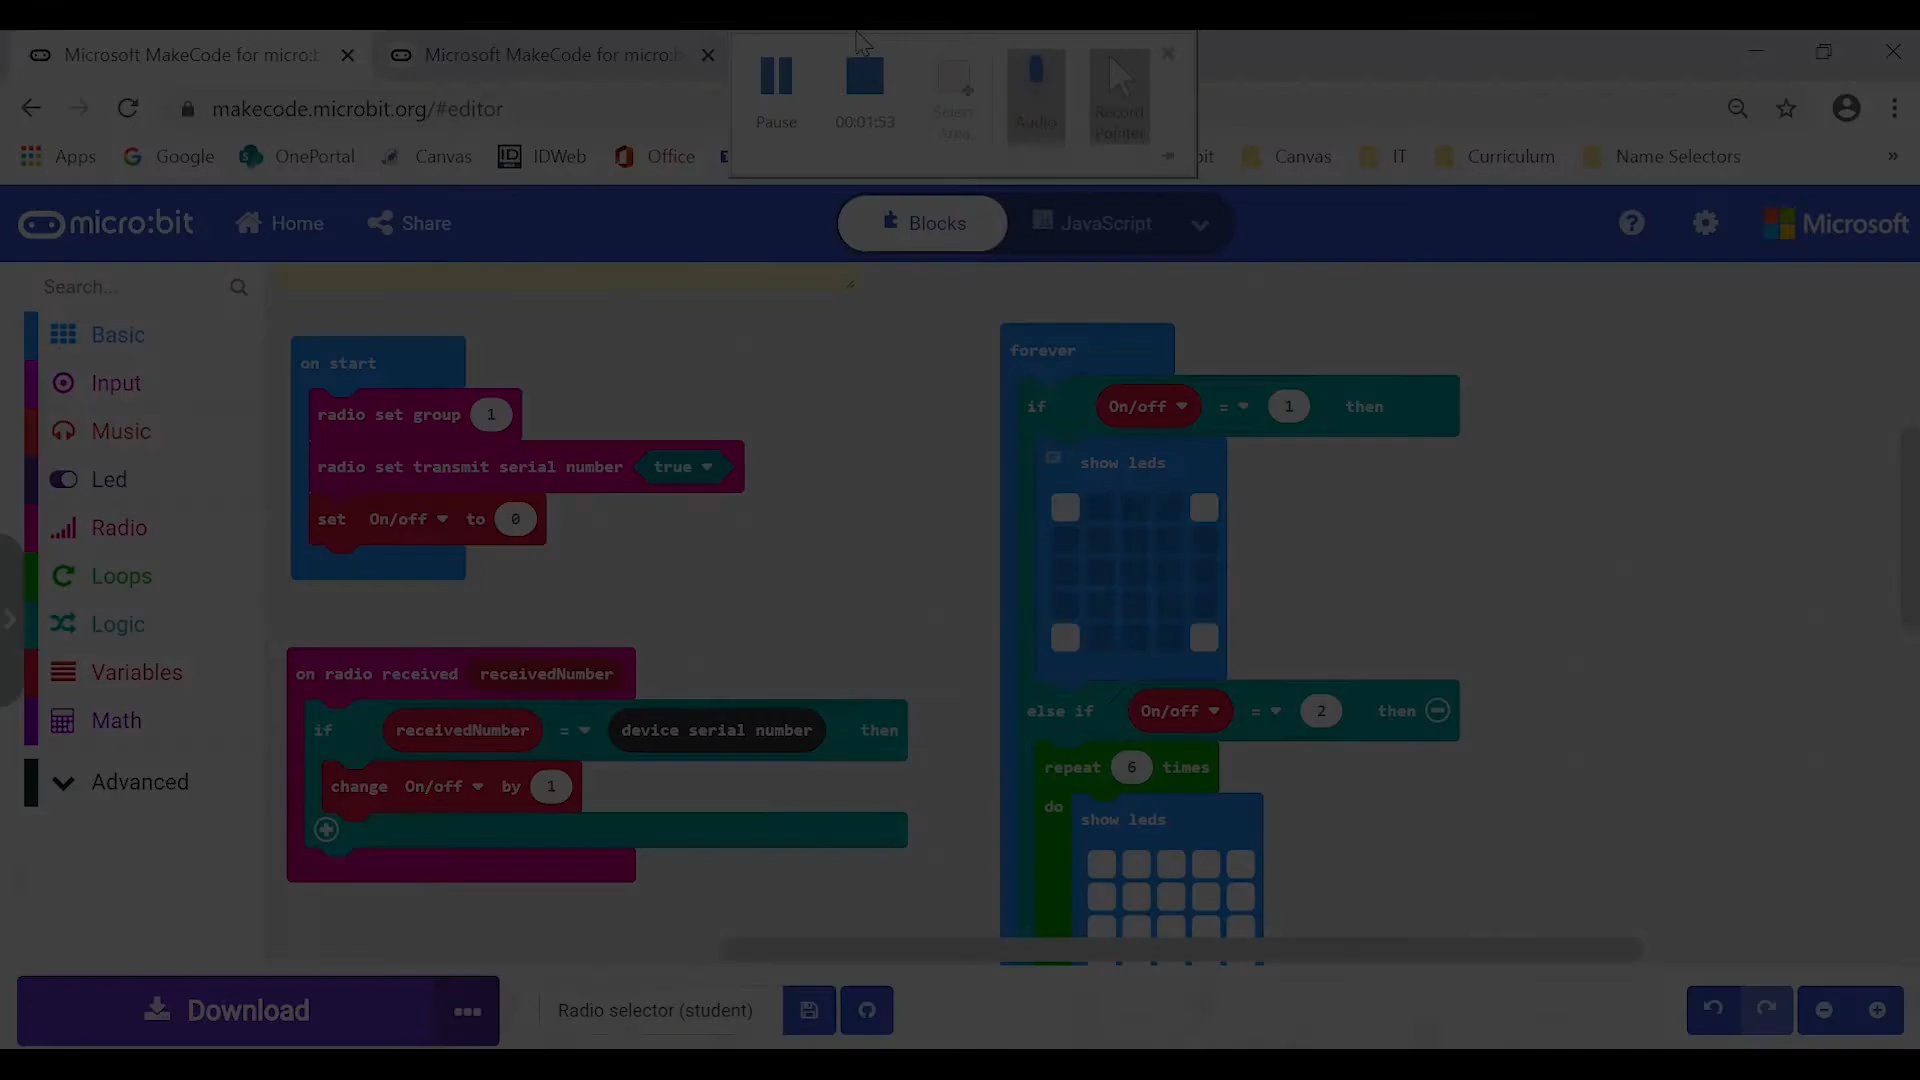 Microsoft MakeCode for micro:b
Microsoft MakeCode for micro:b
Pause
00:01:53
Select Area
Audio
Record Pointer
makecode.microbit.org/#editor
Apps
Google
OnePortal
Canvas
IDWeb
Office
bit
Canvas
IT
Curriculum
Name Selectors
»
micro:bit
Home
Share
Blocks
JavaScript
Microsoft
Search...
Basic
Input
Music
Led
Radio
Loops
Logic
Variables
Math
Advanced
on start
radio set group 1
radio set transmit serial number true
set On/off to 0
on radio received receivedNumber
if receivedNumber = device serial number then
change On/off by 1
forever
if On/off = 1 then
show leds
else if On/off = 2 then
repeat 6 times
do
show leds
Download
Radio selector (student)